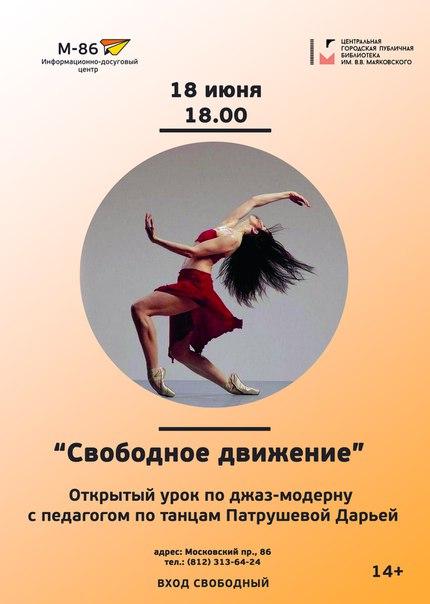 М-86
Информационно-досуговый
центр
ЦЕНТРАЛЬНАЯ
ГОРОДСКАЯ ПУБЛИЧНАЯ
БИБЛИОТЕКА
ИМ. В.В. МАЯКОВСКОГО
18 июня
18.00
“Свободное движение”
Открытый урок по джаз-модерну
с педагогом по танцам Патрушевой Дарьей
адрес: Московский пр., 86
тел.: (812) 313-64-24
ВХОД СВОБОДНЫЙ
14+